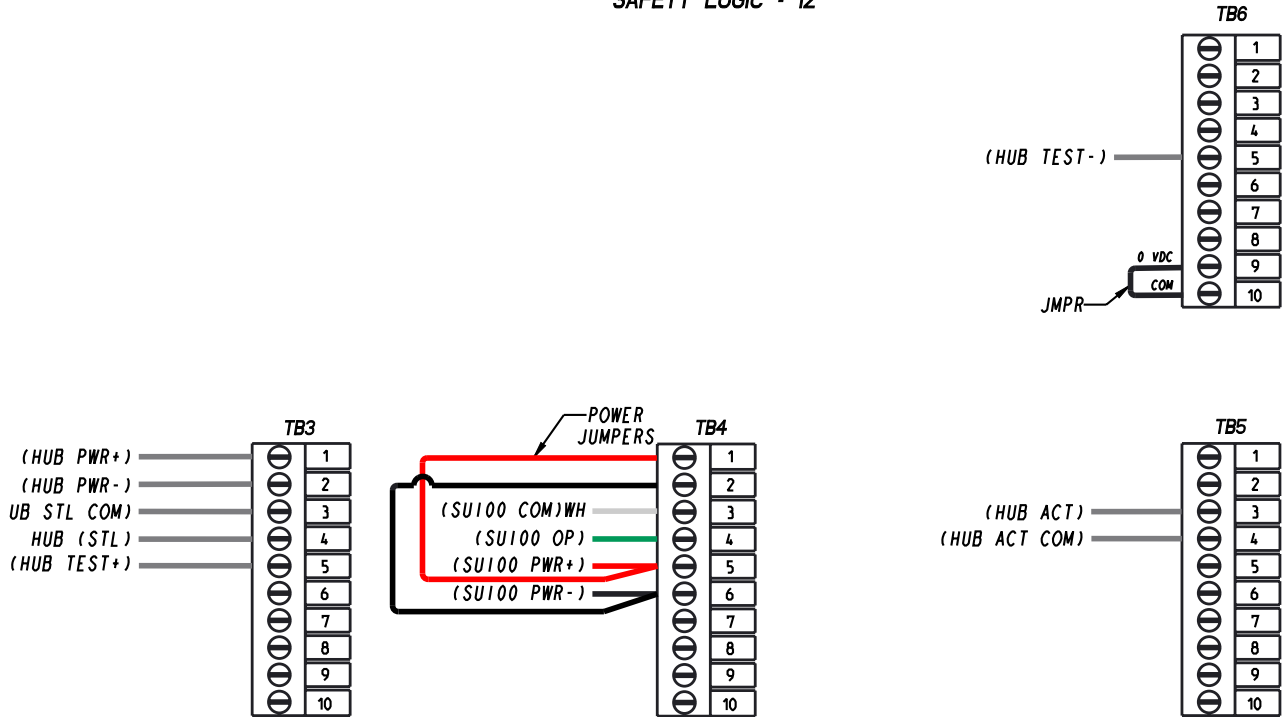 SAFETY LOGIC - 12
TB6
1
2
3
4
(HUB TEST-) 5
6
7
8
0 VDC 9
COM 10
JMPR
TB3
(HUB PWR+) 1
(HUB PWR-) 2
UB STL COM) 3
HUB (STL) 4
(HUB TEST+) 5
6
7
8
9
10
POWER
JUMPERS
TB4
1
2
(SU100 COM)WH 3
(SU100 OP) 4
(SU100 PWR+) 5
(SU100 PWR-) 6
7
8
9
10
TB5
1
2
(HUB ACT) 3
(HUB ACT COM) 4
5
6
7
8
9
10